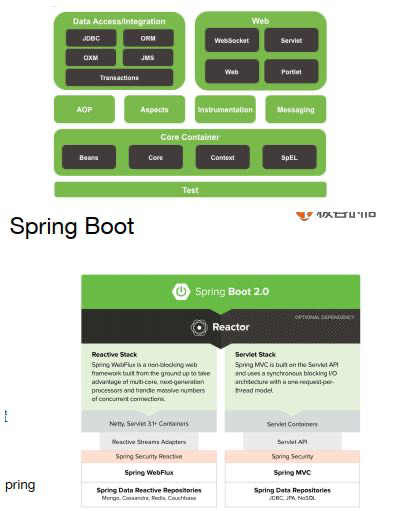 Data Access/Integration
Web
JDBC
ORM
WebSocket
Servlet
OXM
JMS
Transactions
Web
Portlet
AOP
Aspects
Instrumentation
Messaging
Core Container
Beans
Core
Context
SpEL
Test
Spring Boot
Spring Boot 2.0
OPTIONAL DEPENDENCY
Reactor
Reactive Stack
Spring WebFlux is a non-blocking web
framework built from the ground up to take
advantage of multi-core, next-generation
processors and handle massive numbers
of concurrent connections.
Servlet Stack
Spring MVC is built on the Servlet API
and uses a synchronous blocking I/O
architecture with a one-request-per-
thread model.
Netty, Servlet 3.1+ Containers
Servlet Containers
Reactive Streams Adapters
Servlet API
Spring Security Reactive
Spring Security
Spring WebFlux
Spring MVC
Spring Data Reactive Repositories
Mongo, Cassandra, Redis, Couchbase
Spring Data Repositories
JDBC, JPA, NoSQL
pring